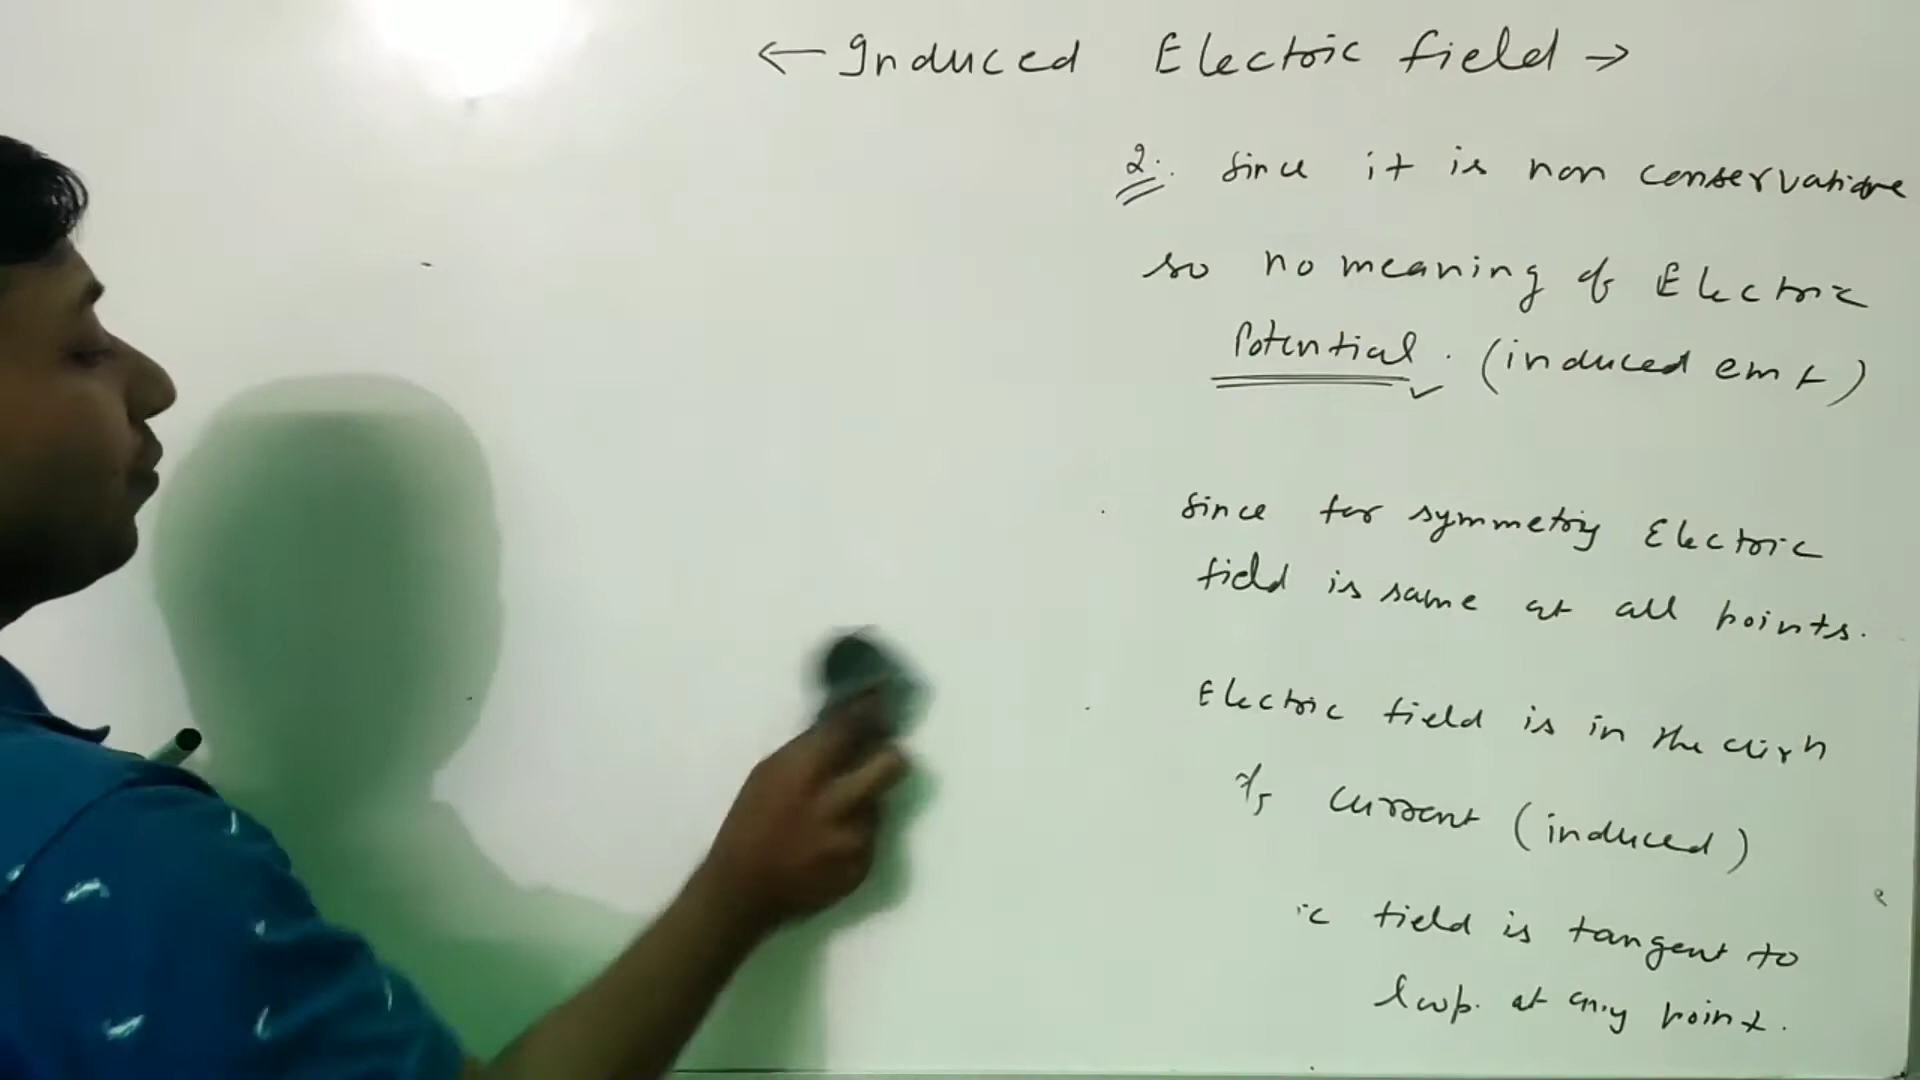 ← Induced Electric field →
2. Since it is non conservative
so no meaning of Electric
Potential. (induced emf)
Since for symmetry Electric
field is same at all points.
Electric field is in the dirn
of current (induced)
ie field is tangent to
loop. at any point.